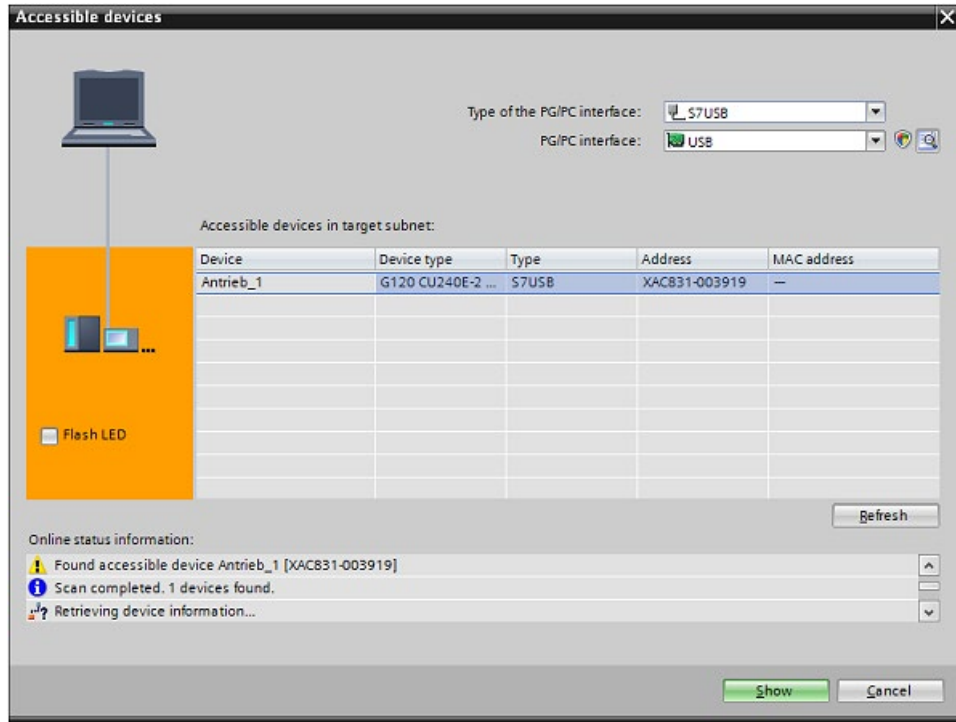 Accessible devices
Type of the PG/PC interface: S7USB
PG/PC interface: USB
Accessible devices in target subnet:
Device Device type Type Address MAC address
Antrieb_1 G120 CU240E-2 ... S7USB XAC831-003919 —
Flash LED
Refresh
Online status information:
Found accessible device Antrieb_1 [XAC831-003919]
Scan completed. 1 devices found.
Retrieving device information...
Show Cancel